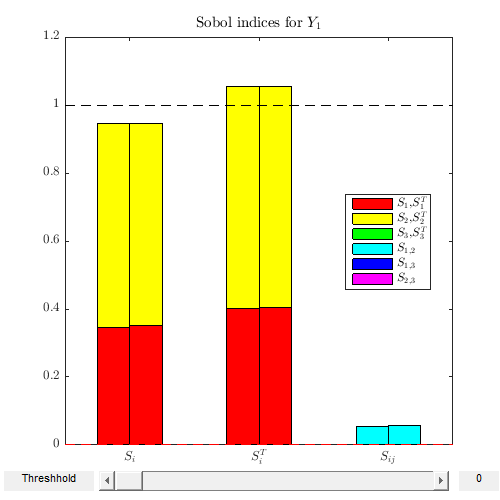 Sobol indices for Y₁
1.2
1
0.8
0.6
0.4
0.2
0
S₁,S₁ᵀ
S₂,S₂ᵀ
S₃,S₃ᵀ
S₁,₂
S₁,₃
S₂,₃
Sᵢ
Sᵢᵀ
Sᵢⱼ
Threshhold
0